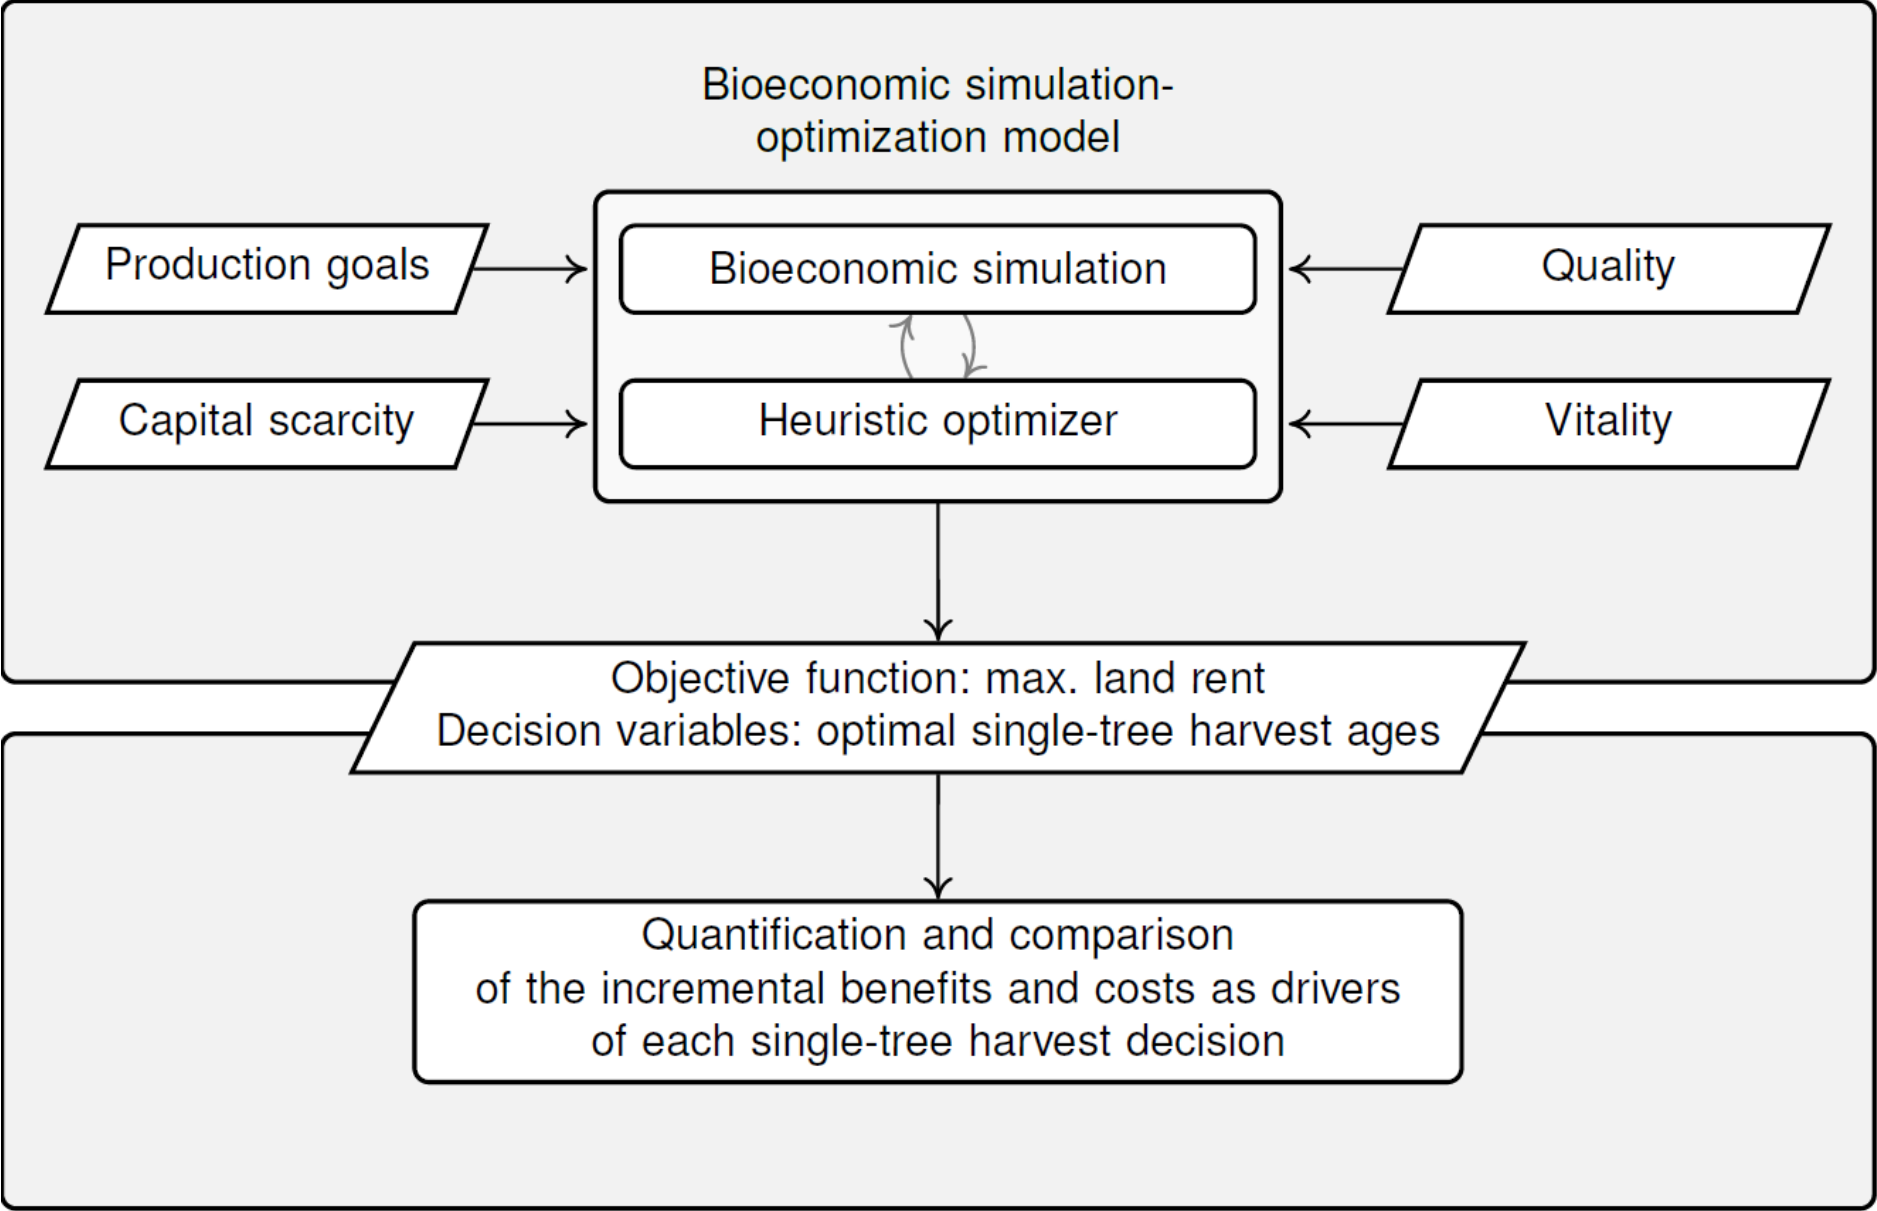 Bioeconomic simulation-
optimization model
Production goals
Bioeconomic simulation
Quality
Capital scarcity
Heuristic optimizer
Vitality
Objective function: max. land rent
Decision variables: optimal single-tree harvest ages
Quantification and comparison
of the incremental benefits and costs as drivers
of each single-tree harvest decision